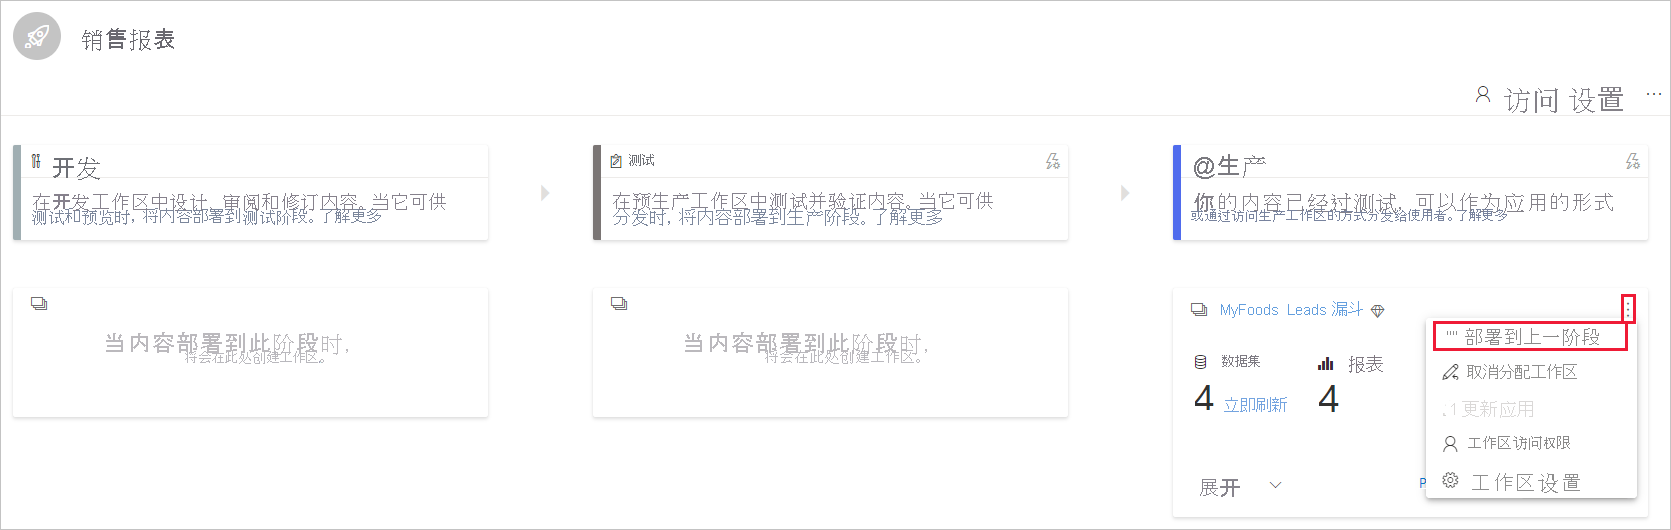 销售报表
访问 设置 ...
开发
在开发工作区中设计、审阅和修订内容。当它可供
测试和预览时，将内容部署到测试阶段。了解更多
测试
在预生产工作区中测试并验证内容。当它可供
分发时，将内容部署到生产阶段。了解更多
@生产
你的内容已经过测试，可以作为应用的形式
或通过访问生产工作区的方式分发给使用者。了解更多
当内容部署到此阶段时，
将会在此处创建工作区。
当内容部署到此阶段时，
将会在此处创建工作区。
MyFoods Leads 漏斗
数据集
4 立即刷新
报表
4
展开
P
"" 部署到上一阶段
取消分配工作区
.1 更新应用
工作区访问权限
工作区设置